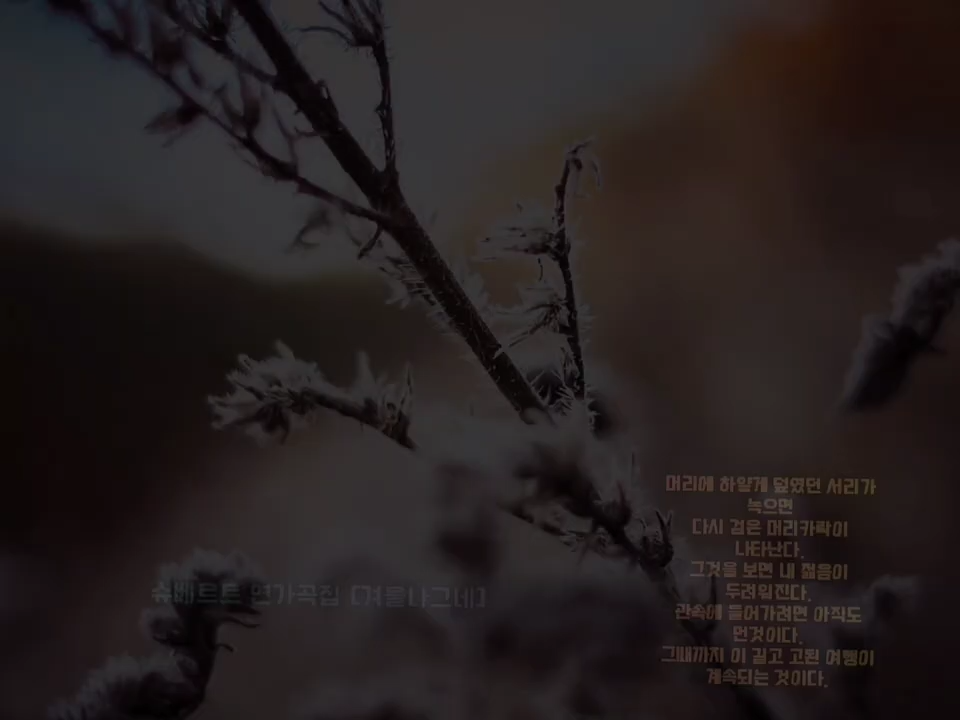 슈베르트 연가곡집 [겨울나그네]
머리에 하얗게 덮였던 서리가
녹으면
다시 검은 머리카락이
나타난다.
그것을 보면 내 젊음이
두려워진다.
관속에 들어가려면 아직도
먼것이다.
그때까지 이 길고 고된 여행이
계속되는 것이다.